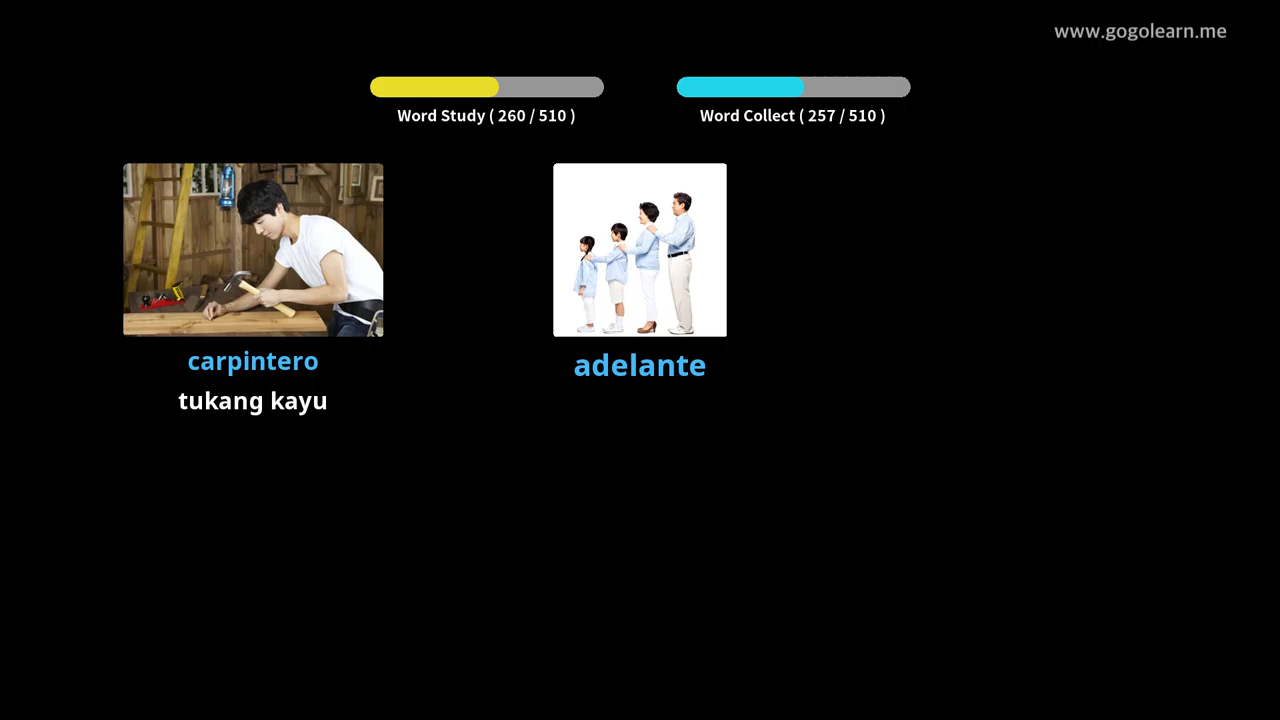 www.gogolearn.me
Word Study ( 260 / 510 )
Word Collect ( 257 / 510 )
carpintero
tukang kayu
adelante